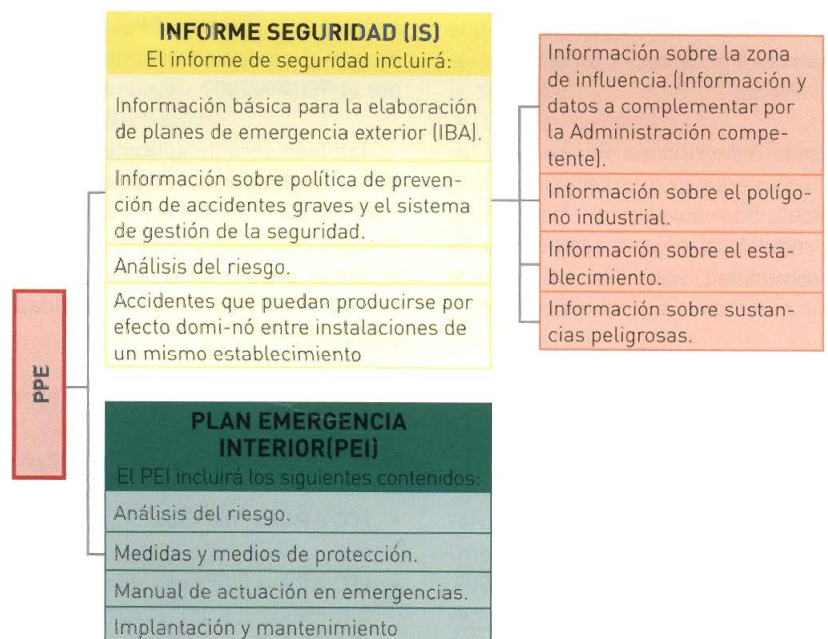 INFORME SEGURIDAD (IS)
El informe de seguridad incluirá:
Información básica para la elaboración
de planes de emergencia exterior (IBA).
Información sobre política de preven-
ción de accidentes graves y el sistema
de gestión de la seguridad.
Análisis del riesgo.
Accidentes que puedan producirse por
efecto domi-nó entre instalaciones de
un mismo establecimiento
Información sobre la zona
de influencia.(Información y
datos a complementar por
la Administración compe-
tente).
Información sobre el polígo-
no industrial.
Información sobre el esta-
blecimiento.
Información sobre sustan-
cias peligrosas.
PPE
PLAN EMERGENCIA
INTERIOR(PEI)
El PEI incluirá los siguientes contenidos:
Análisis del riesgo.
Medidas y medios de protección.
Manual de actuación en emergencias.
Implantación y mantenimiento